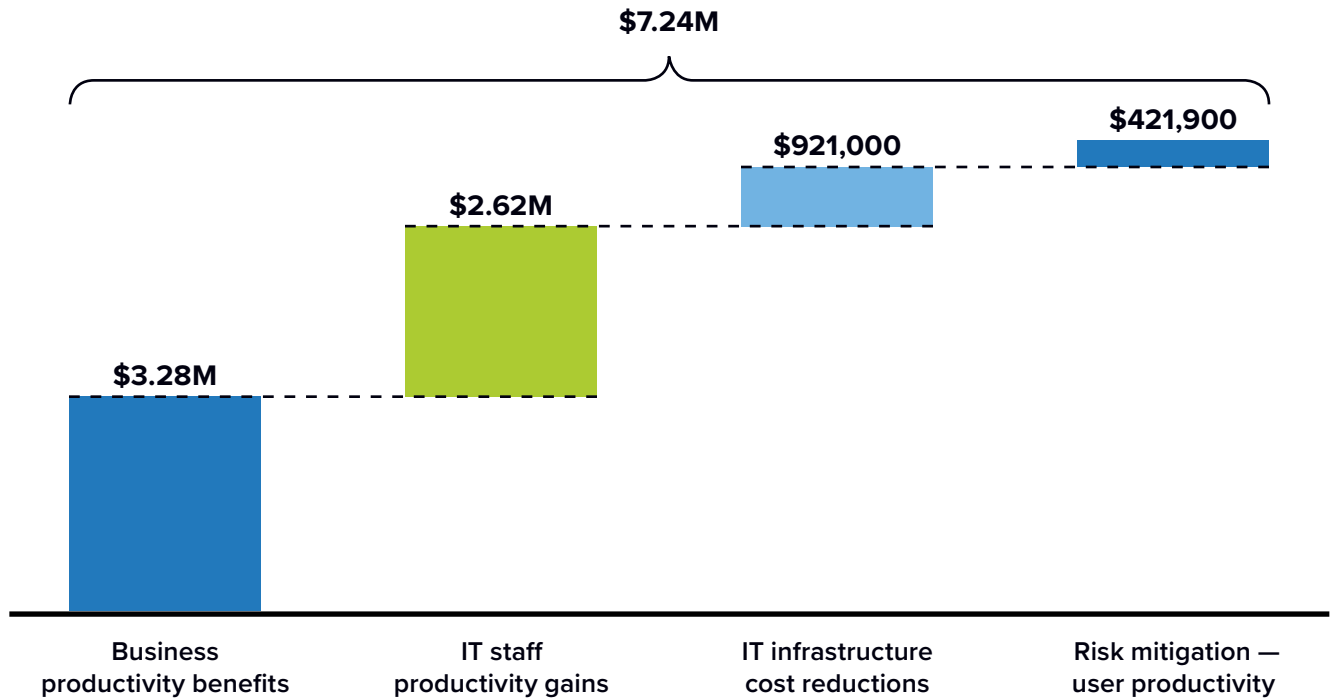 $7.24M
$421,900
$921,000
$2.62M
$3.28M
Business
productivity benefits
IT staff
productivity gains
IT infrastructure
cost reductions
Risk mitigation —
user productivity